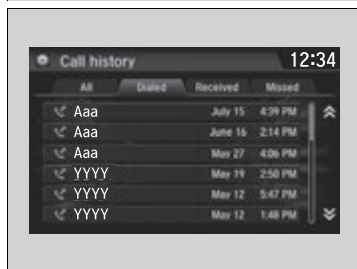 Call history 12:34
All Dialed Received Missed
Aaa July 15 4:39 PM
Aaa June 16 2:14 PM
Aaa May 27 4:06 PM
YYYY May 19 2:50 PM
YYYY May 12 5:47 PM
YYYY May 12 1:48 PM